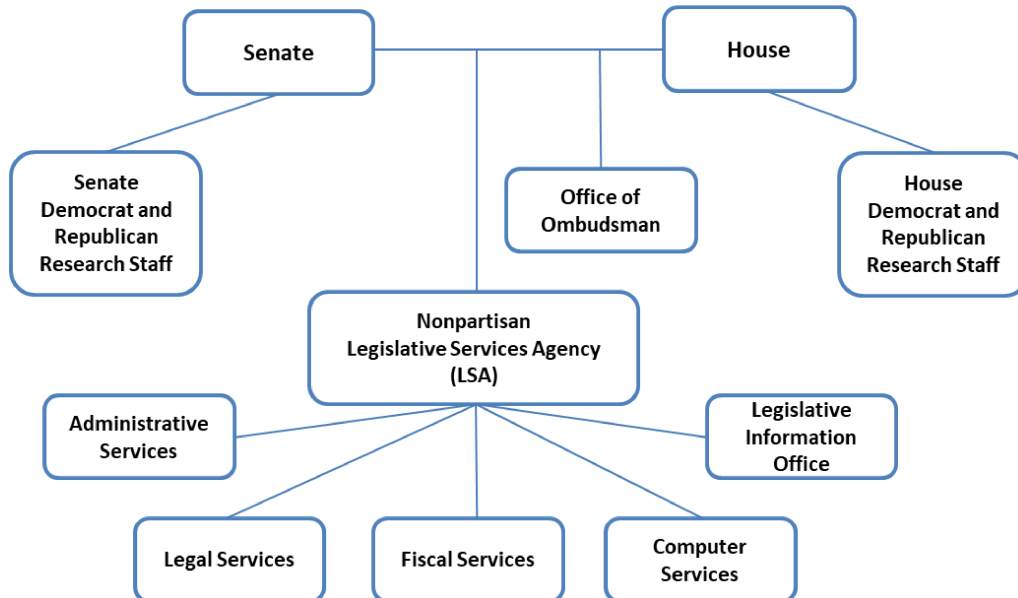 Senate
House
Senate
Democrat and
Republican
Research Staff
Office of
Ombudsman
House
Democrat and
Republican
Research Staff
Nonpartisan
Legislative Services Agency
(LSA)
Administrative
Services
Legislative
Information
Office
Legal Services
Fiscal Services
Computer
Services